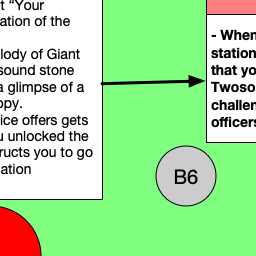 t “Your
ation of the
lody of Giant
sound stone
a glimpse of a
opy.
ice offers gets
u unlocked the
ructs you to go
ation
- When
station
that yo
Twoso
challen
officers
B6